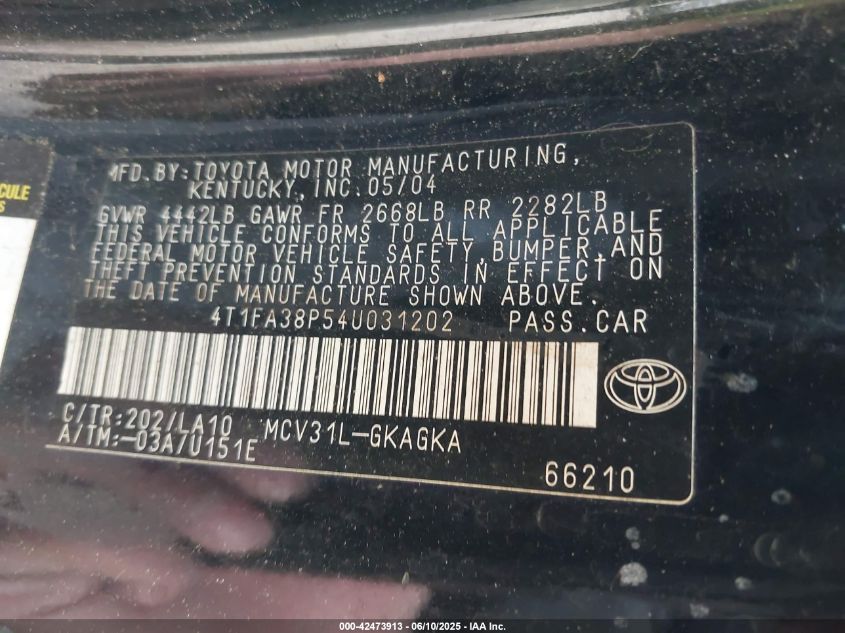 CULE
S
MFD.BY:TOYOTA MOTOR MANUFACTURING,
KENTUCKY, INC.05/04
GVWR 4442LB GAWR FR 2668LB RR 2282LB
THIS VEHICLE CONFORMS TO ALL APPLICABLE
FEDERAL MOTOR VEHICLE SAFETY,BUMPER,AND
THEFT PREVENTION STANDARDS IN EFFECT ON
THE DATE OF MANUFACTURE SHOWN ABOVE.
4T1FA38P54U031202 PASS.CAR
C/TR:202/LA10 MCV31L-GKAGKA
A/TM:-03A/U151E
66210
000-42473913 - 06/10/2025 - IAA Inc.